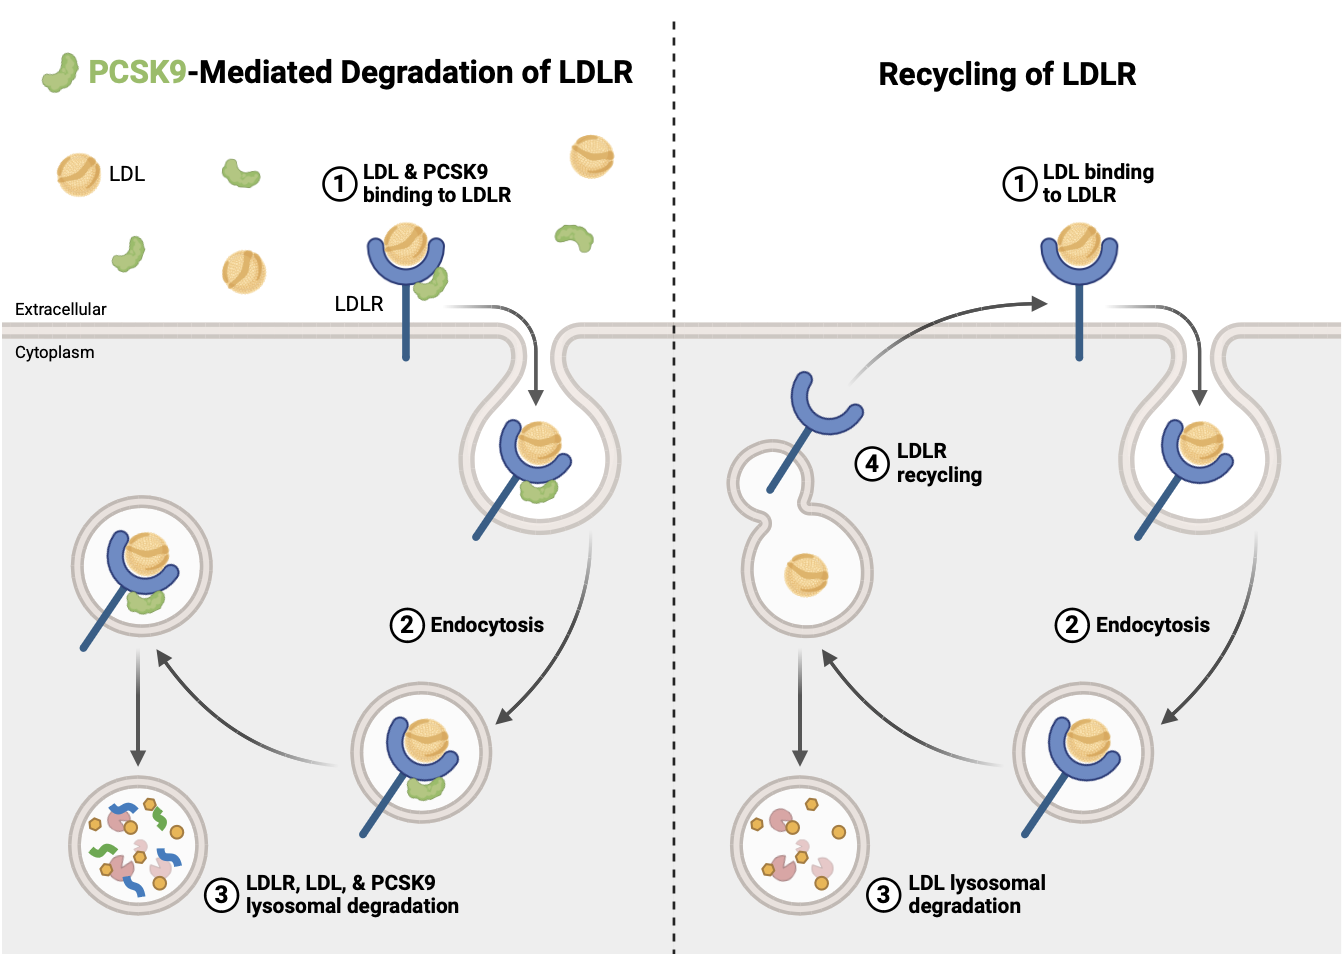 PCSK9-Mediated Degradation of LDLR
LDL
1
LDL & PCSK9
binding to LDLR
LDLR
Extracellular
Cytoplasm
2
Endocytosis
3
LDLR, LDL, & PCSK9
lysosomal degradation
Recycling of LDLR
1
LDL binding
to LDLR
2
Endocytosis
3
LDL lysosomal
degradation
4
LDLR
recycling